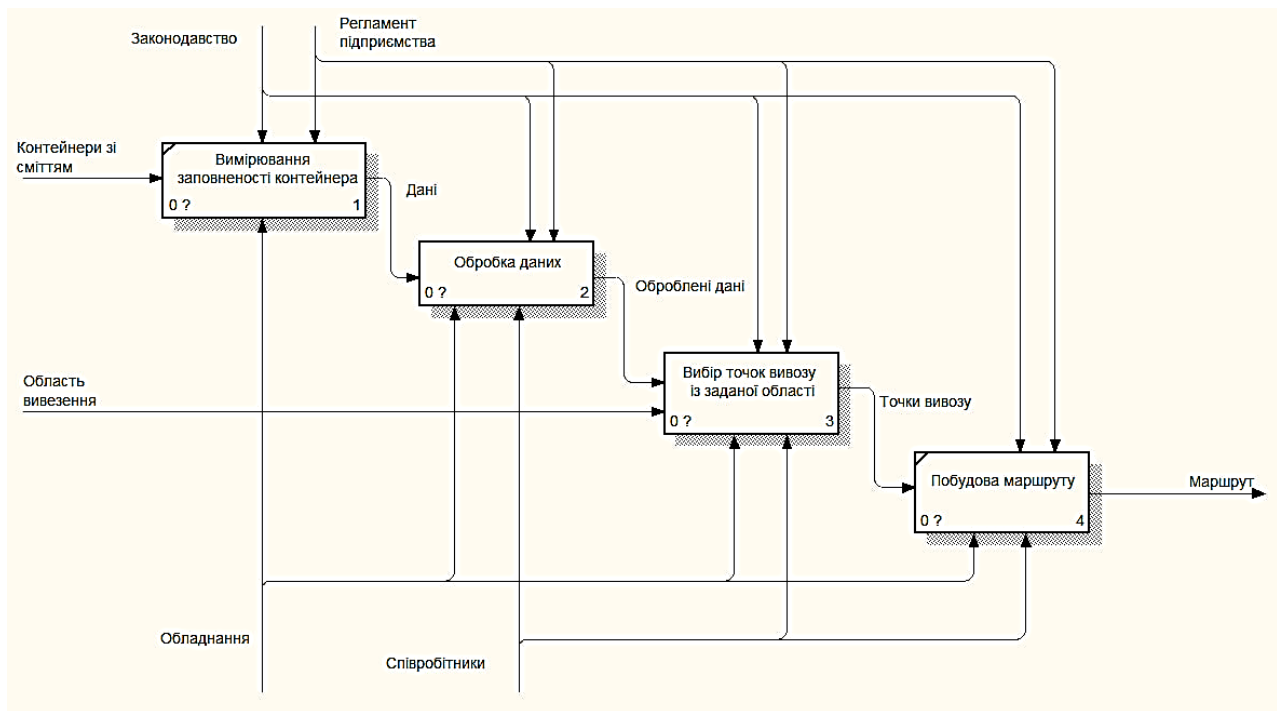 Законодавство
Регламент
підприємства
Контейнери зі
сміттям
Вимірювання
заповненості контейнера
0 ?
1
Дані
Обробка даних
0 ?
2
Оброблені дані
Область
вивезення
Вибір точок вивозу
із заданої області
0 ?
3
Точки вивозу
Побудова маршруту
0 ?
4
Маршрут
Обладнання
Співробітники